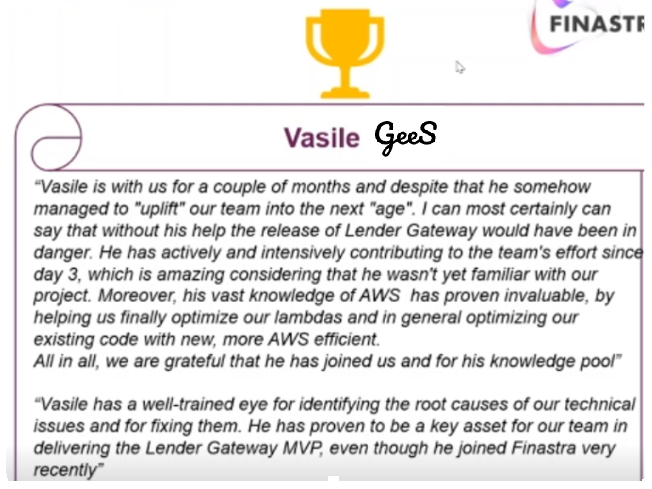 FINASTR
Vasile GeeS
“Vasile is with us for a couple of months and despite that he somehow
managed to "uplift" our team into the next "age". I can most certainly can
say that without his help the release of Lender Gateway would have been in
danger. He has actively and intensively contributing to the team's effort since
day 3, which is amazing considering that he wasn't yet familiar with our
project. Moreover, his vast knowledge of AWS has proven invaluable, by
helping us finally optimize our lambdas and in general optimizing our
existing code with new, more AWS efficient.
All in all, we are grateful that he has joined us and for his knowledge pool”
“Vasile has a well-trained eye for identifying the root causes of our technical
issues and for fixing them. He has proven to be a key asset for our team in
delivering the Lender Gateway MVP, even though he joined Finastra very
recently”